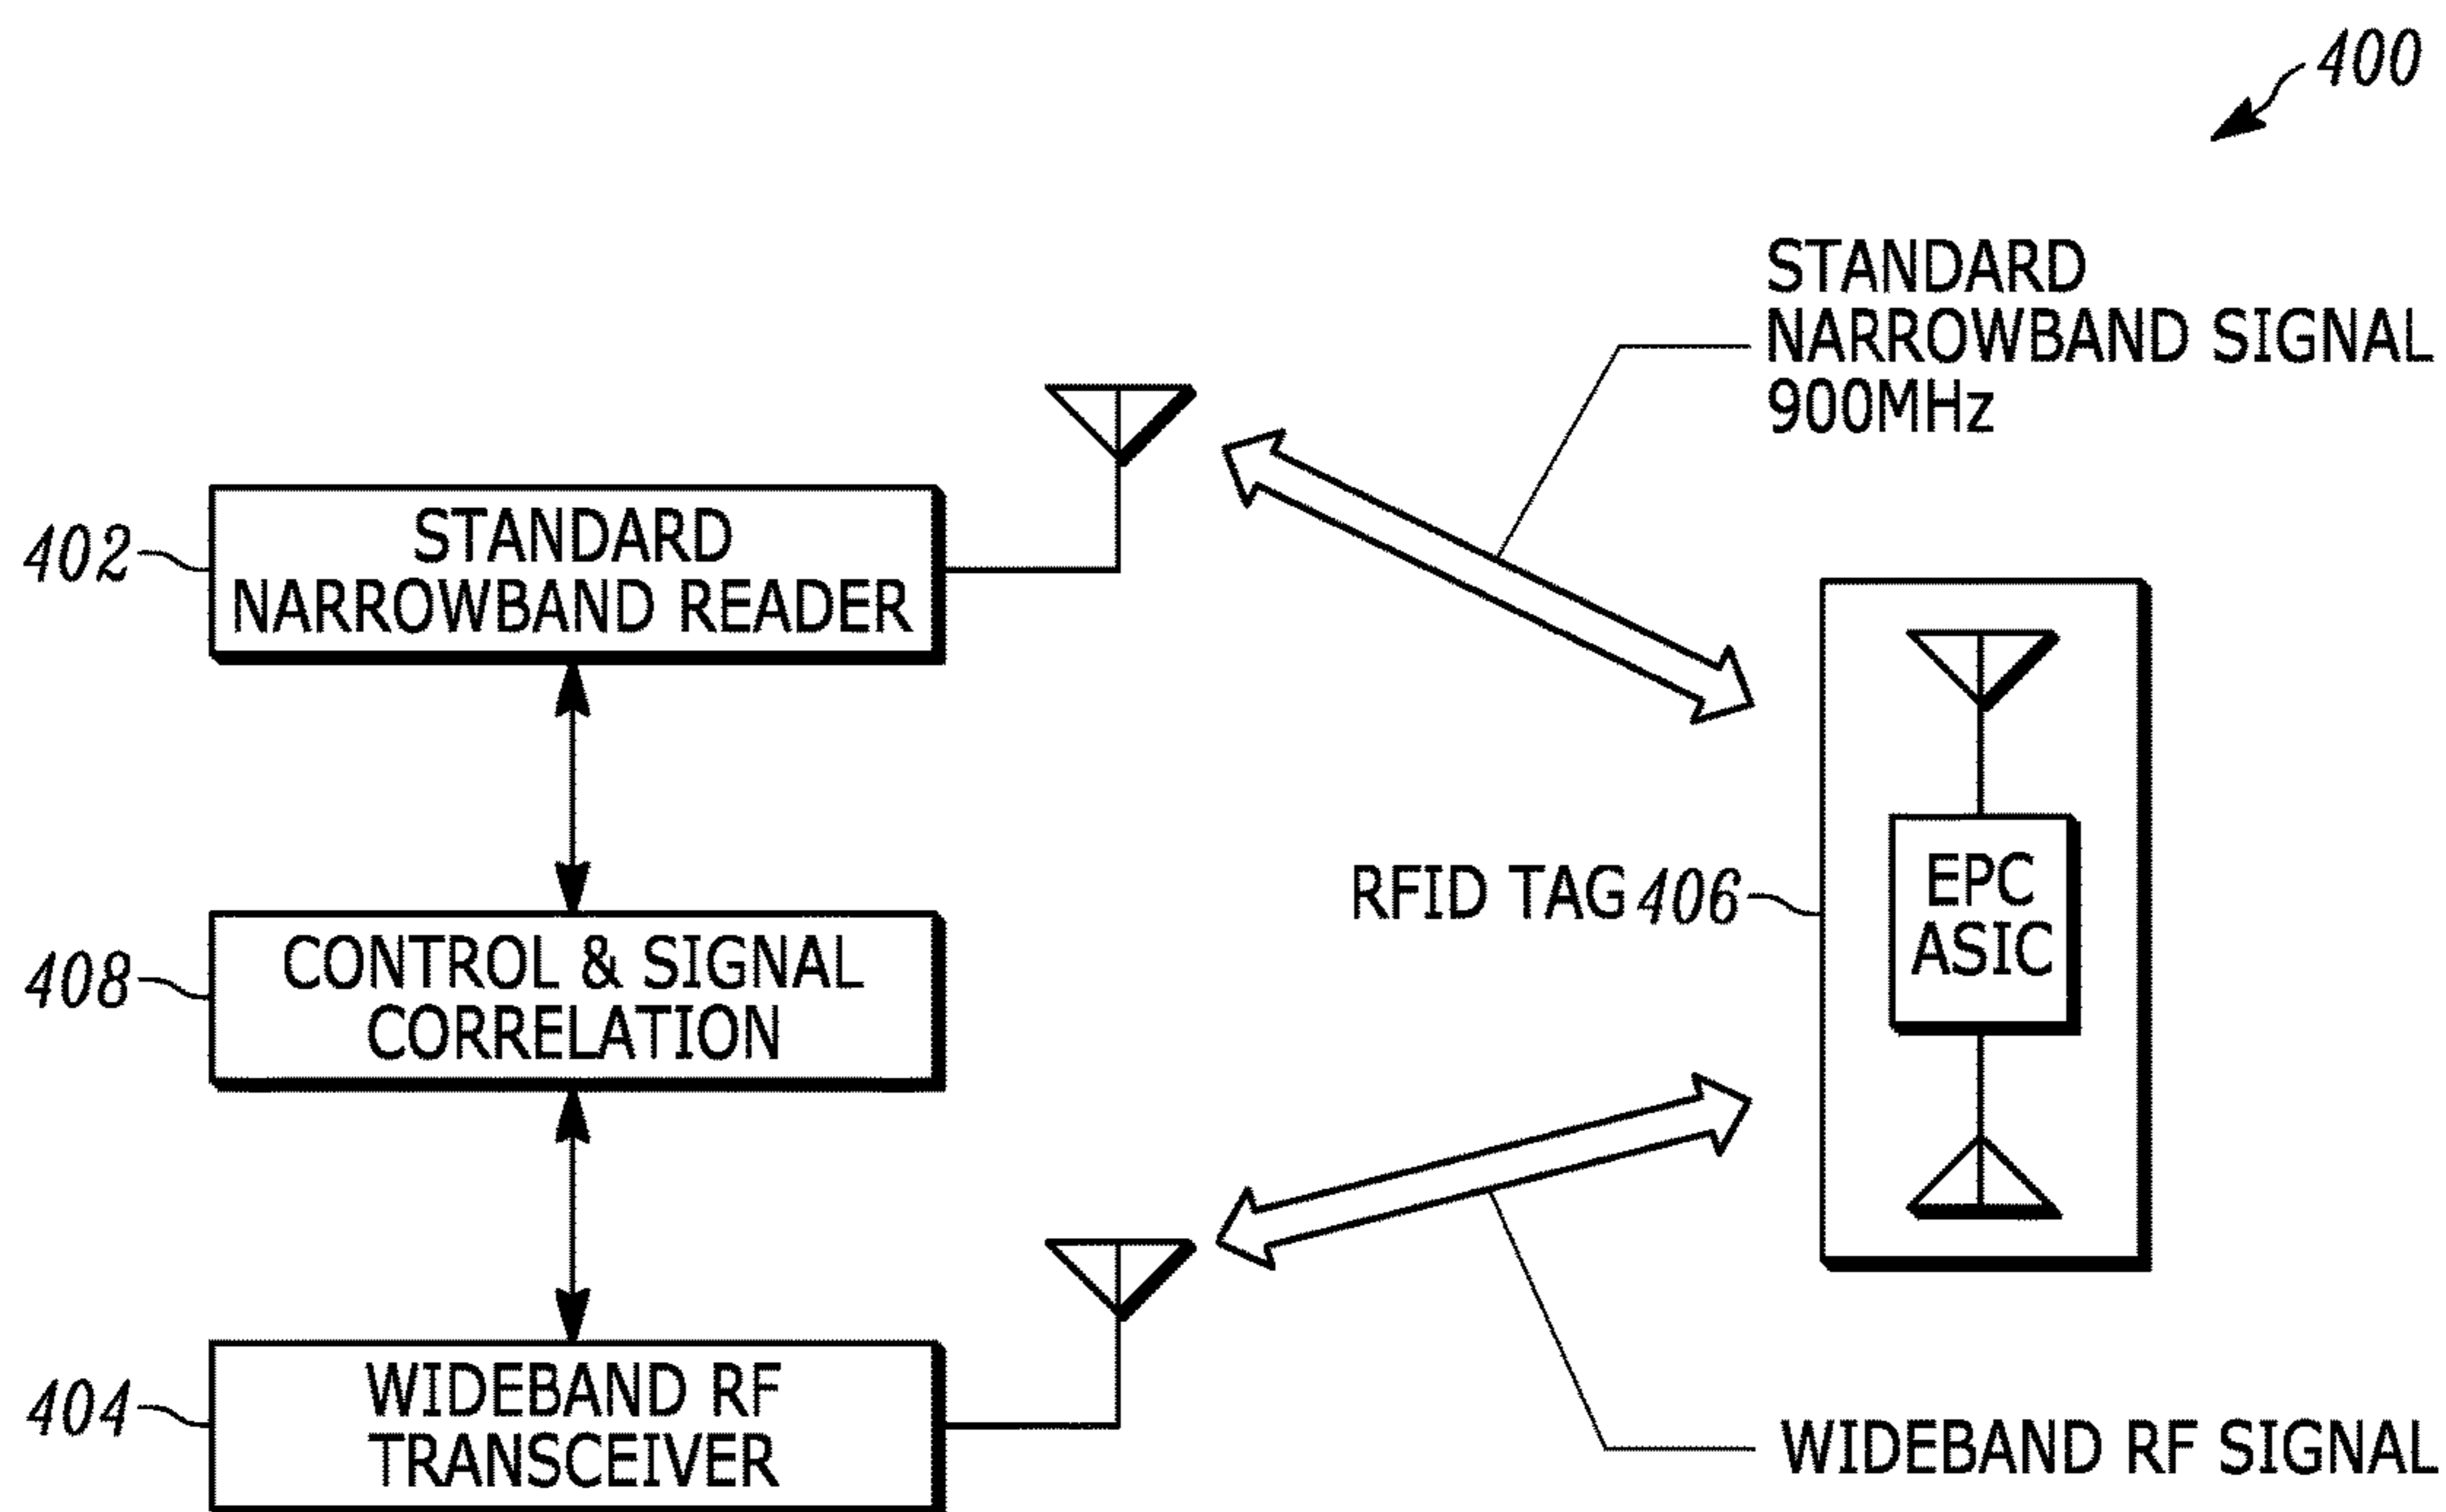 400
STANDARD
NARROWBAND SIGNAL
900MHz
402
STANDARD
NARROWBAND READER
RFID TAG 406
EPC
ASIC
408
CONTROL & SIGNAL
CORRELATION
404
WIDEBAND RF
TRANSCEIVER
WIDEBAND RF SIGNAL